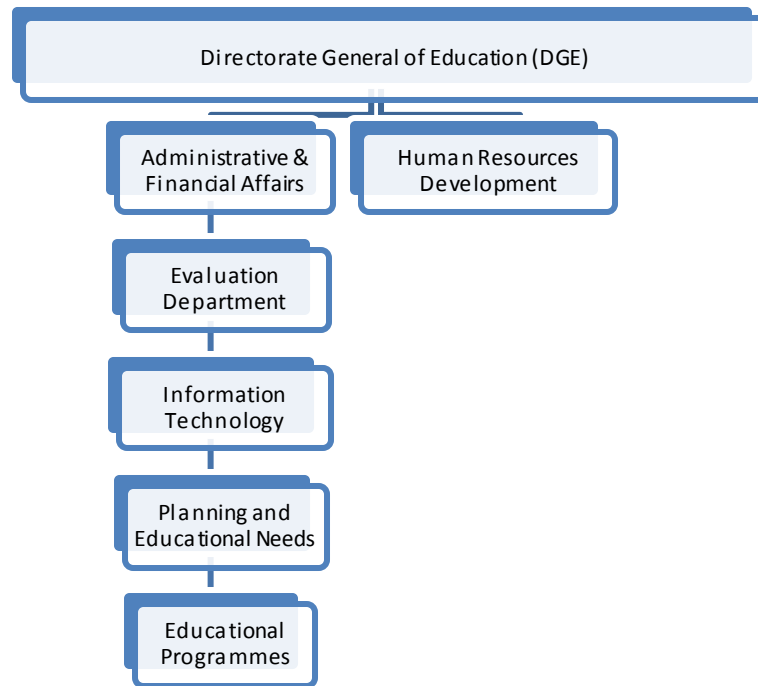 Directorate General of Education (DGE)
Administrative &
Financial Affairs
Human Resources
Development
Evaluation
Department
Information
Technology
Planning and
Educational Needs
Educational
Programmes